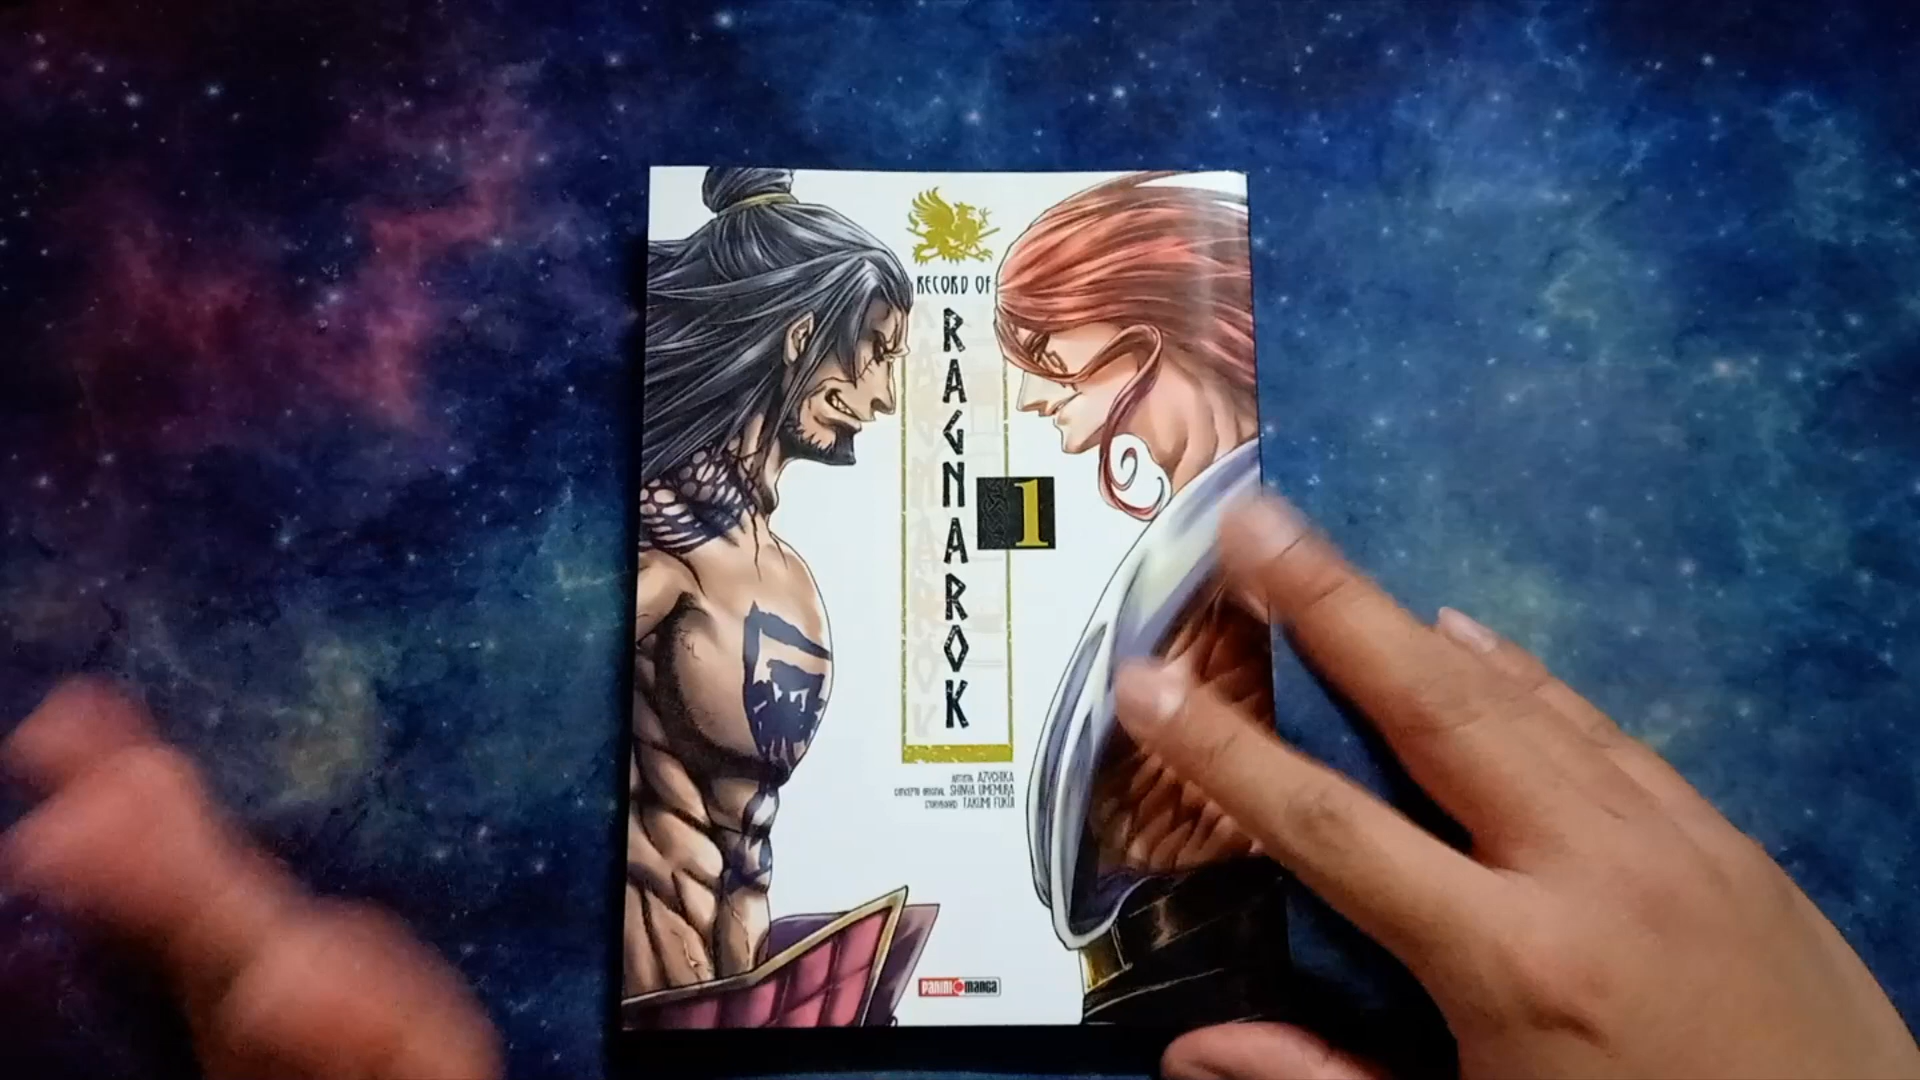 RECORD OF
RAGNAROK
1
ARTISTA AZYCHIKA
CONCEPTO ORIGINAL SHINYA UMEMURA
STORYBOARD TAKUMI FUKUI
PANINI MANGA